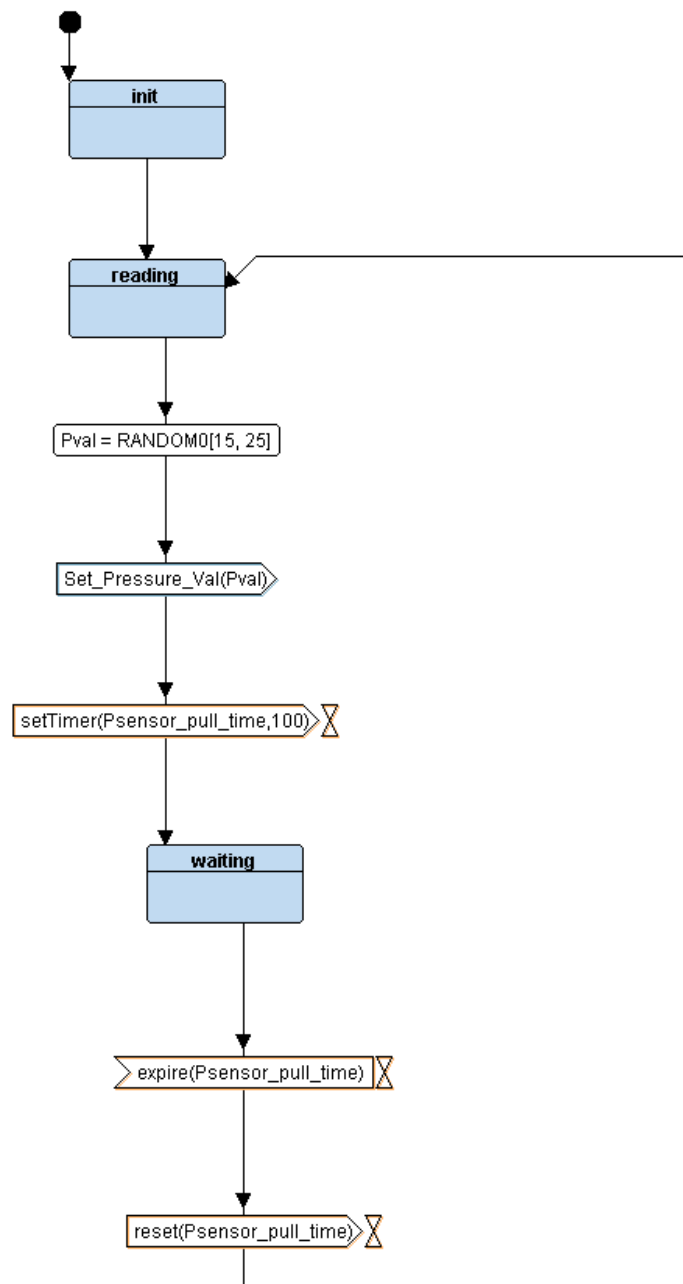 init
reading
Pval = RANDOM0[15, 25]
Set_Pressure_Val(Pval)
setTimer(Psensor_pull_time,100)
waiting
expire(Psensor_pull_time)
reset(Psensor_pull_time)